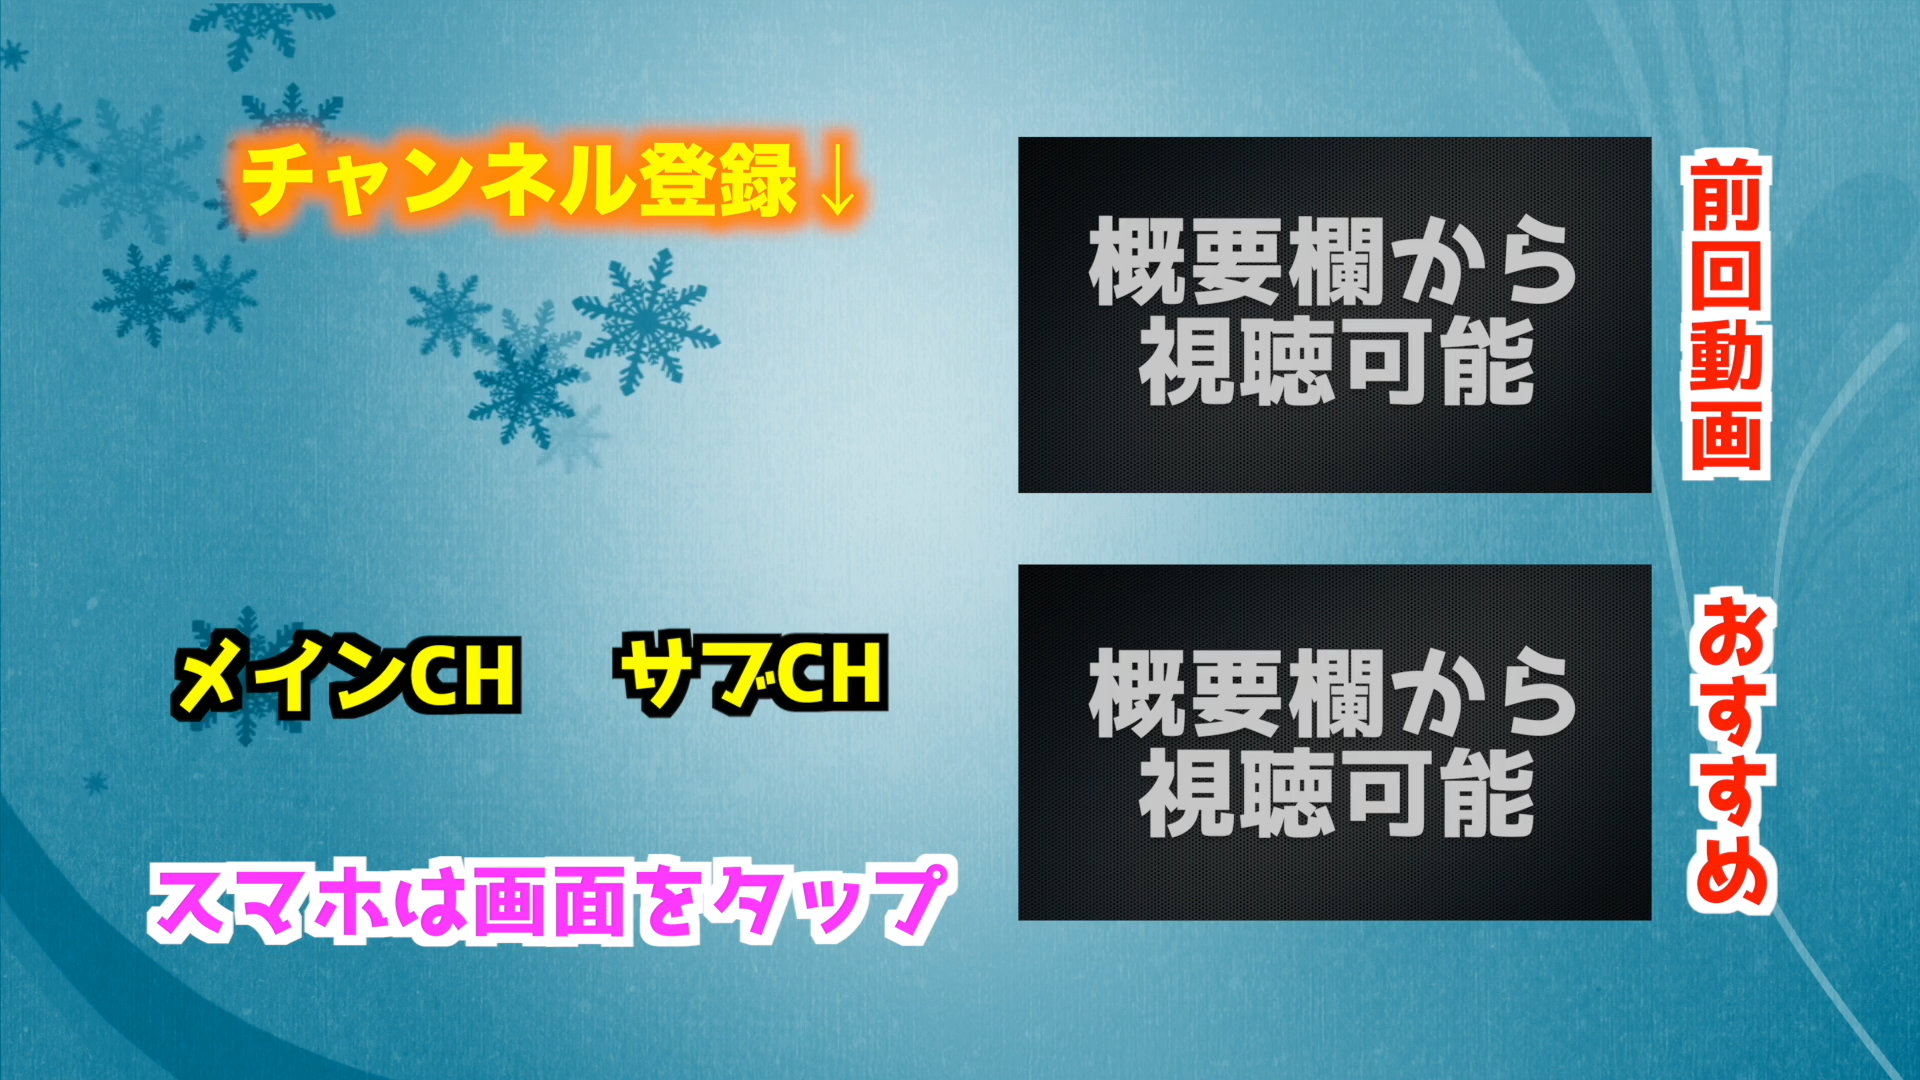 チャンネル登録↓
メインCH
サブCH
スマホは画面をタップ
概要欄から
視聴可能
前回動画
概要欄から
視聴可能
おすすめ